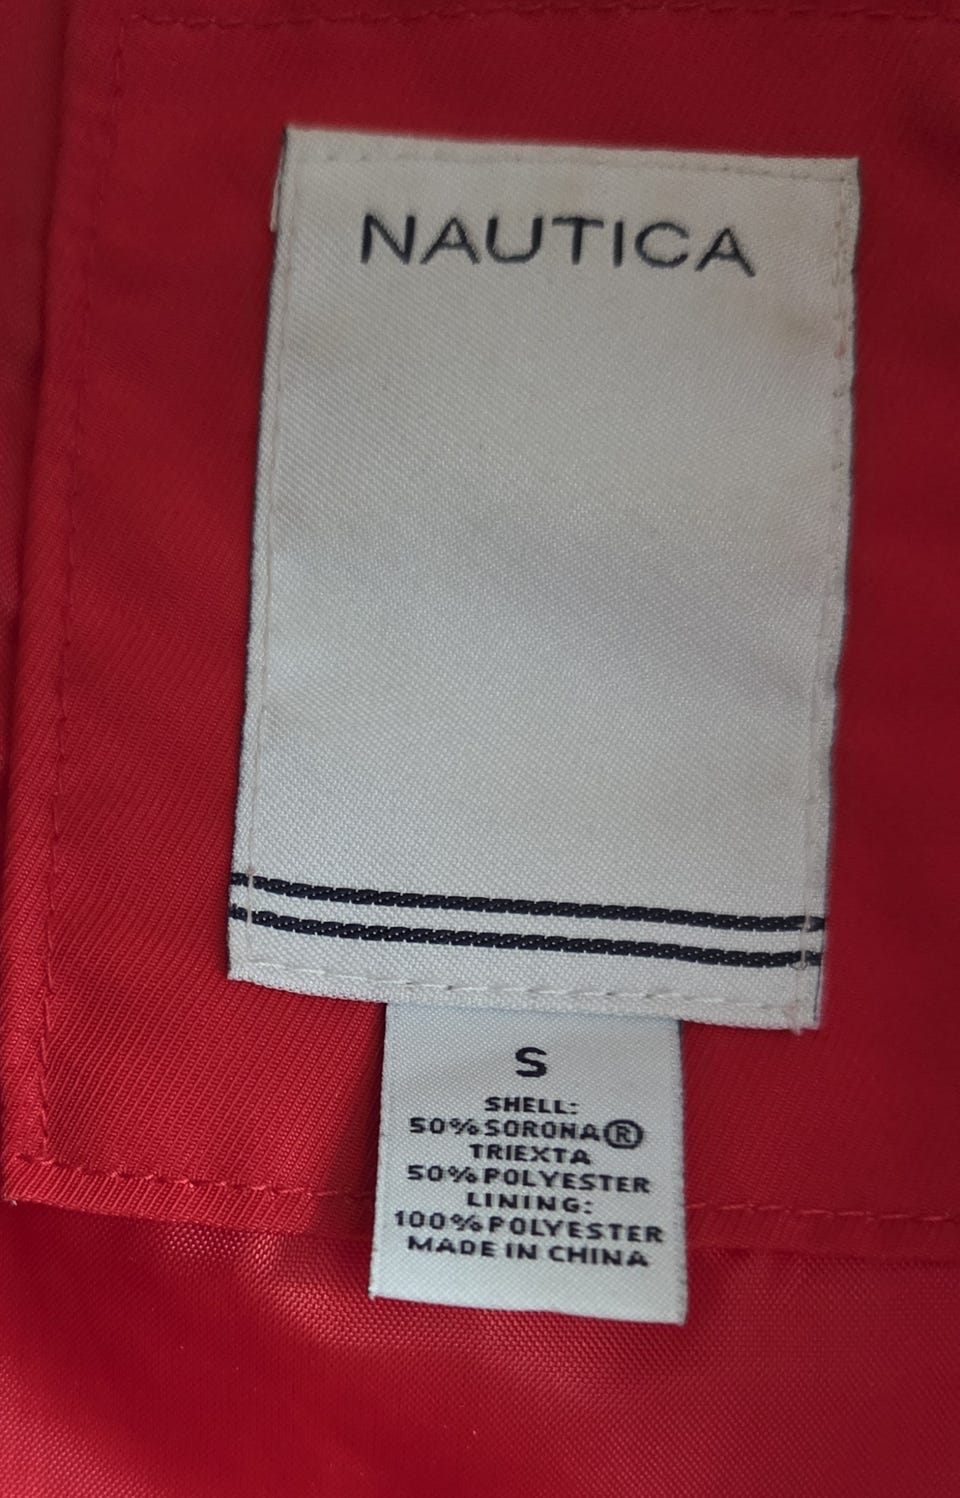 NAUTICA
S
SHELL:
50%SORONA®
TRIEXTA
50%POLYESTER
LINING:
100%POLYESTER
MADE IN CHINA